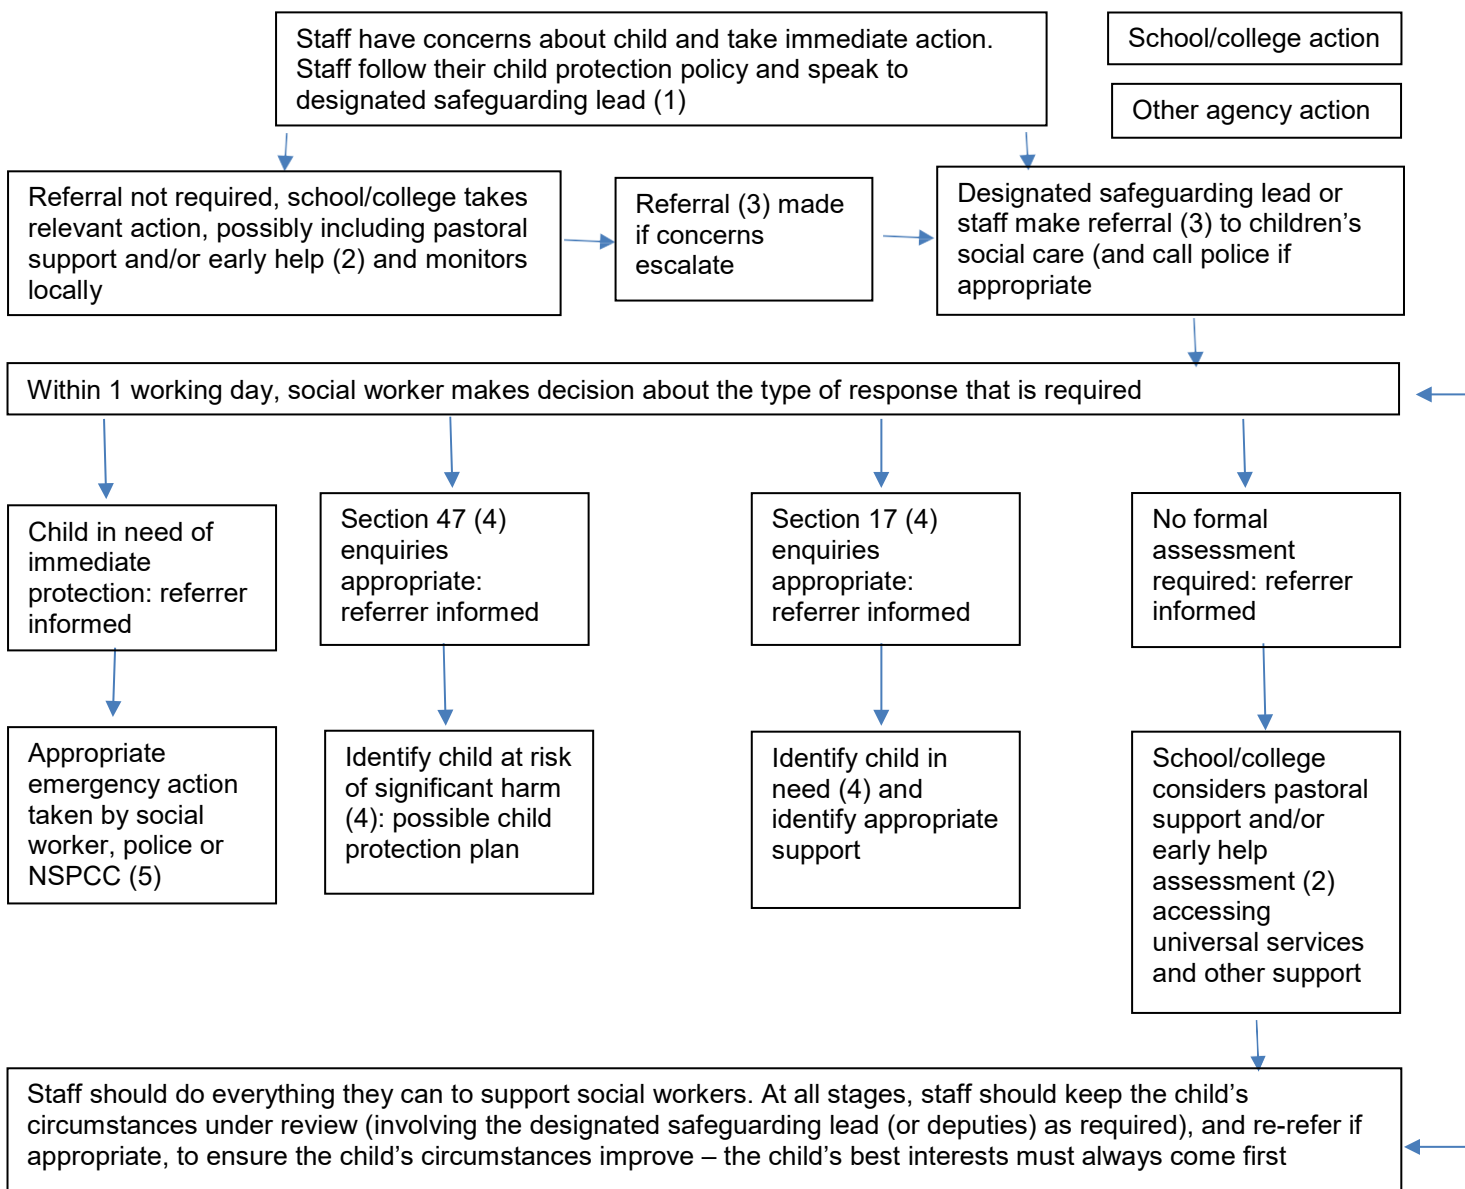 Staff have concerns about child and take immediate action.
Staff follow their child protection policy and speak to
designated safeguarding lead (1)
School/college action
Other agency action
Referral not required, school/college takes
relevant action, possibly including pastoral
support and/or early help (2) and monitors
locally
Referral (3) made
if concerns
escalate
Designated safeguarding lead or
staff make referral (3) to children’s
social care (and call police if
appropriate
Within 1 working day, social worker makes decision about the type of response that is required
Child in need of
immediate
protection: referrer
informed
Section 47 (4)
enquiries
appropriate:
referrer informed
Section 17 (4)
enquiries
appropriate:
referrer informed
No formal
assessment
required: referrer
informed
Appropriate
emergency action
taken by social
worker, police or
NSPCC (5)
Identify child at risk
of significant harm
(4): possible child
protection plan
Identify child in
need (4) and
identify appropriate
support
School/college
considers pastoral
support and/or
early help
assessment (2)
accessing
universal services
and other support
Staff should do everything they can to support social workers. At all stages, staff should keep the child’s
circumstances under review (involving the designated safeguarding lead (or deputies) as required), and re-refer if
appropriate, to ensure the child’s circumstances improve – the child’s best interests must always come first